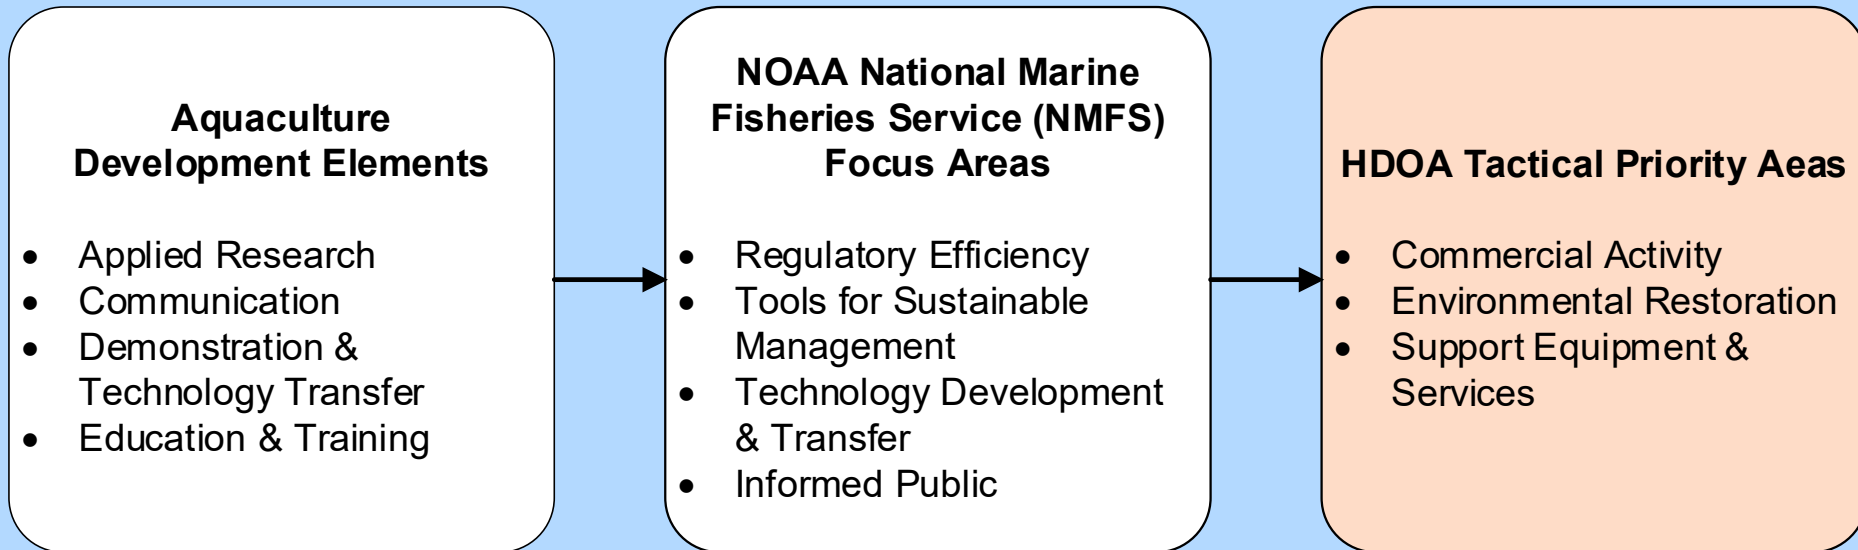 Aquaculture
Development Elements
• Applied Research
• Communication
• Demonstration &
Technology Transfer
• Education & Training
NOAA National Marine
Fisheries Service (NMFS)
Focus Areas
• Regulatory Efficiency
• Tools for Sustainable
Management
• Technology Development
& Transfer
• Informed Public
HDOA Tactical Priority Aeas
• Commercial Activity
• Environmental Restoration
• Support Equipment &
Services